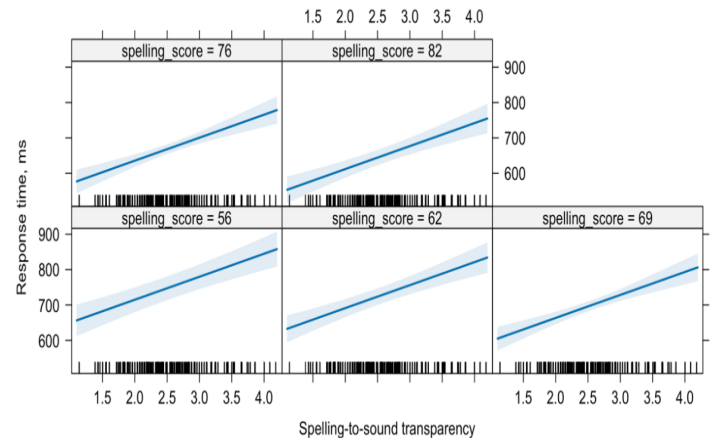 1.5 2.0 2.5 3.0 3.5 4.0
spelling_score = 76 spelling_score = 82
900
800
700
600
spelling_score = 56 spelling_score = 62 spelling_score = 69
900
800
700
600
Response time, ms
1.5 2.0 2.5 3.0 3.5 4.0 1.5 2.0 2.5 3.0 3.5 4.0
Spelling-to-sound transparency